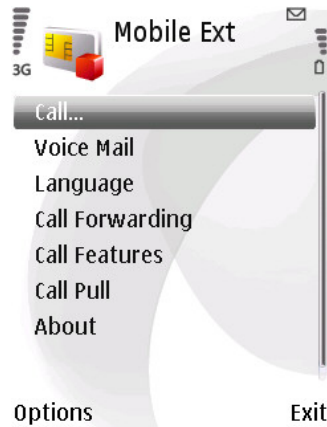 Mobile Ext
3G
Call...
Voice Mail
Language
Call Forwarding
Call Features
Call Pull
About
Options Exit